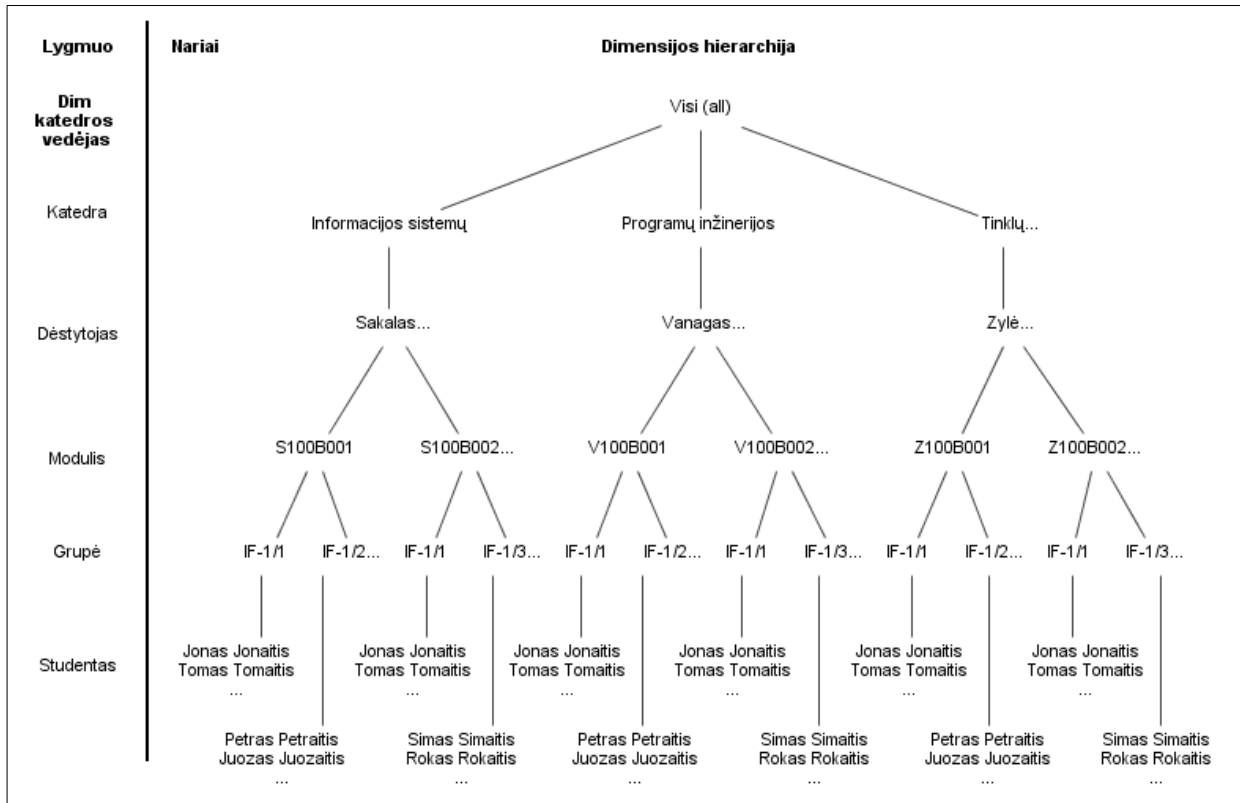 Lygmuo Nariai Dimensijos hierarchija
Dim
katedros
vedėjas
Visi (all)
Katedra
Informacijos sistemų Programų inžinerijos Tinklų...
Dėstytojas
Sakalas... Vanagas... Zylė...
Modulis
S100B001 S100B002... V100B001 V100B002... Z100B001 Z100B002...
Grupė
IF-1/1 IF-1/2... IF-1/1 IF-1/3... IF-1/1 IF-1/2... IF-1/1 IF-1/3... IF-1/1 IF-1/2... IF-1/1 IF-1/3...
Studentas
Jonas Jonaitis Jonas Jonaitis Jonas Jonaitis Jonas Jonaitis Jonas Jonaitis Jonas Jonaitis
Tomas Tomaitis Tomas Tomaitis Tomas Tomaitis Tomas Tomaitis Tomas Tomaitis Tomas Tomaitis
... ... ... ... ... ...
Petras Petraitis Simas Simaitis Petras Petraitis Simas Simaitis Petras Petraitis Simas Simaitis
Juozas Juozaitis Rokas Rokaitis Juozas Juozaitis Rokas Rokaitis Juozas Juozaitis Rokas Rokaitis
... ... ... ... ... ...